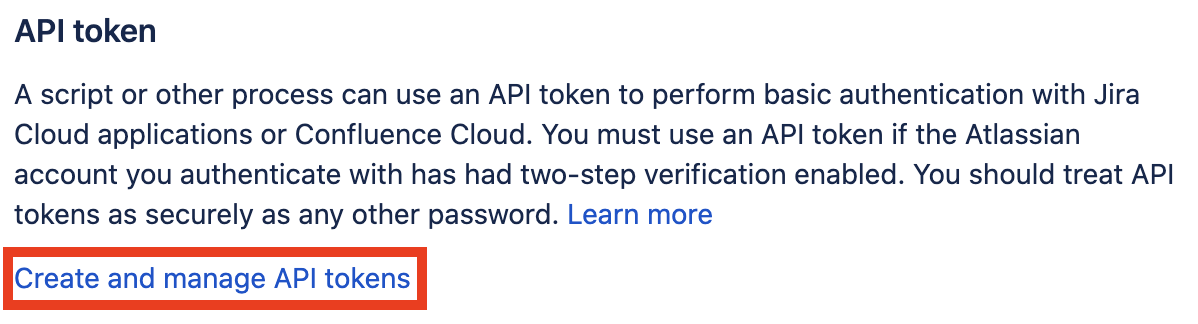 API token
A script or other process can use an API token to perform basic authentication with Jira
Cloud applications or Confluence Cloud. You must use an API token if the Atlassian
account you authenticate with has had two-step verification enabled. You should treat API
tokens as securely as any other password. Learn more
Create and manage API tokens